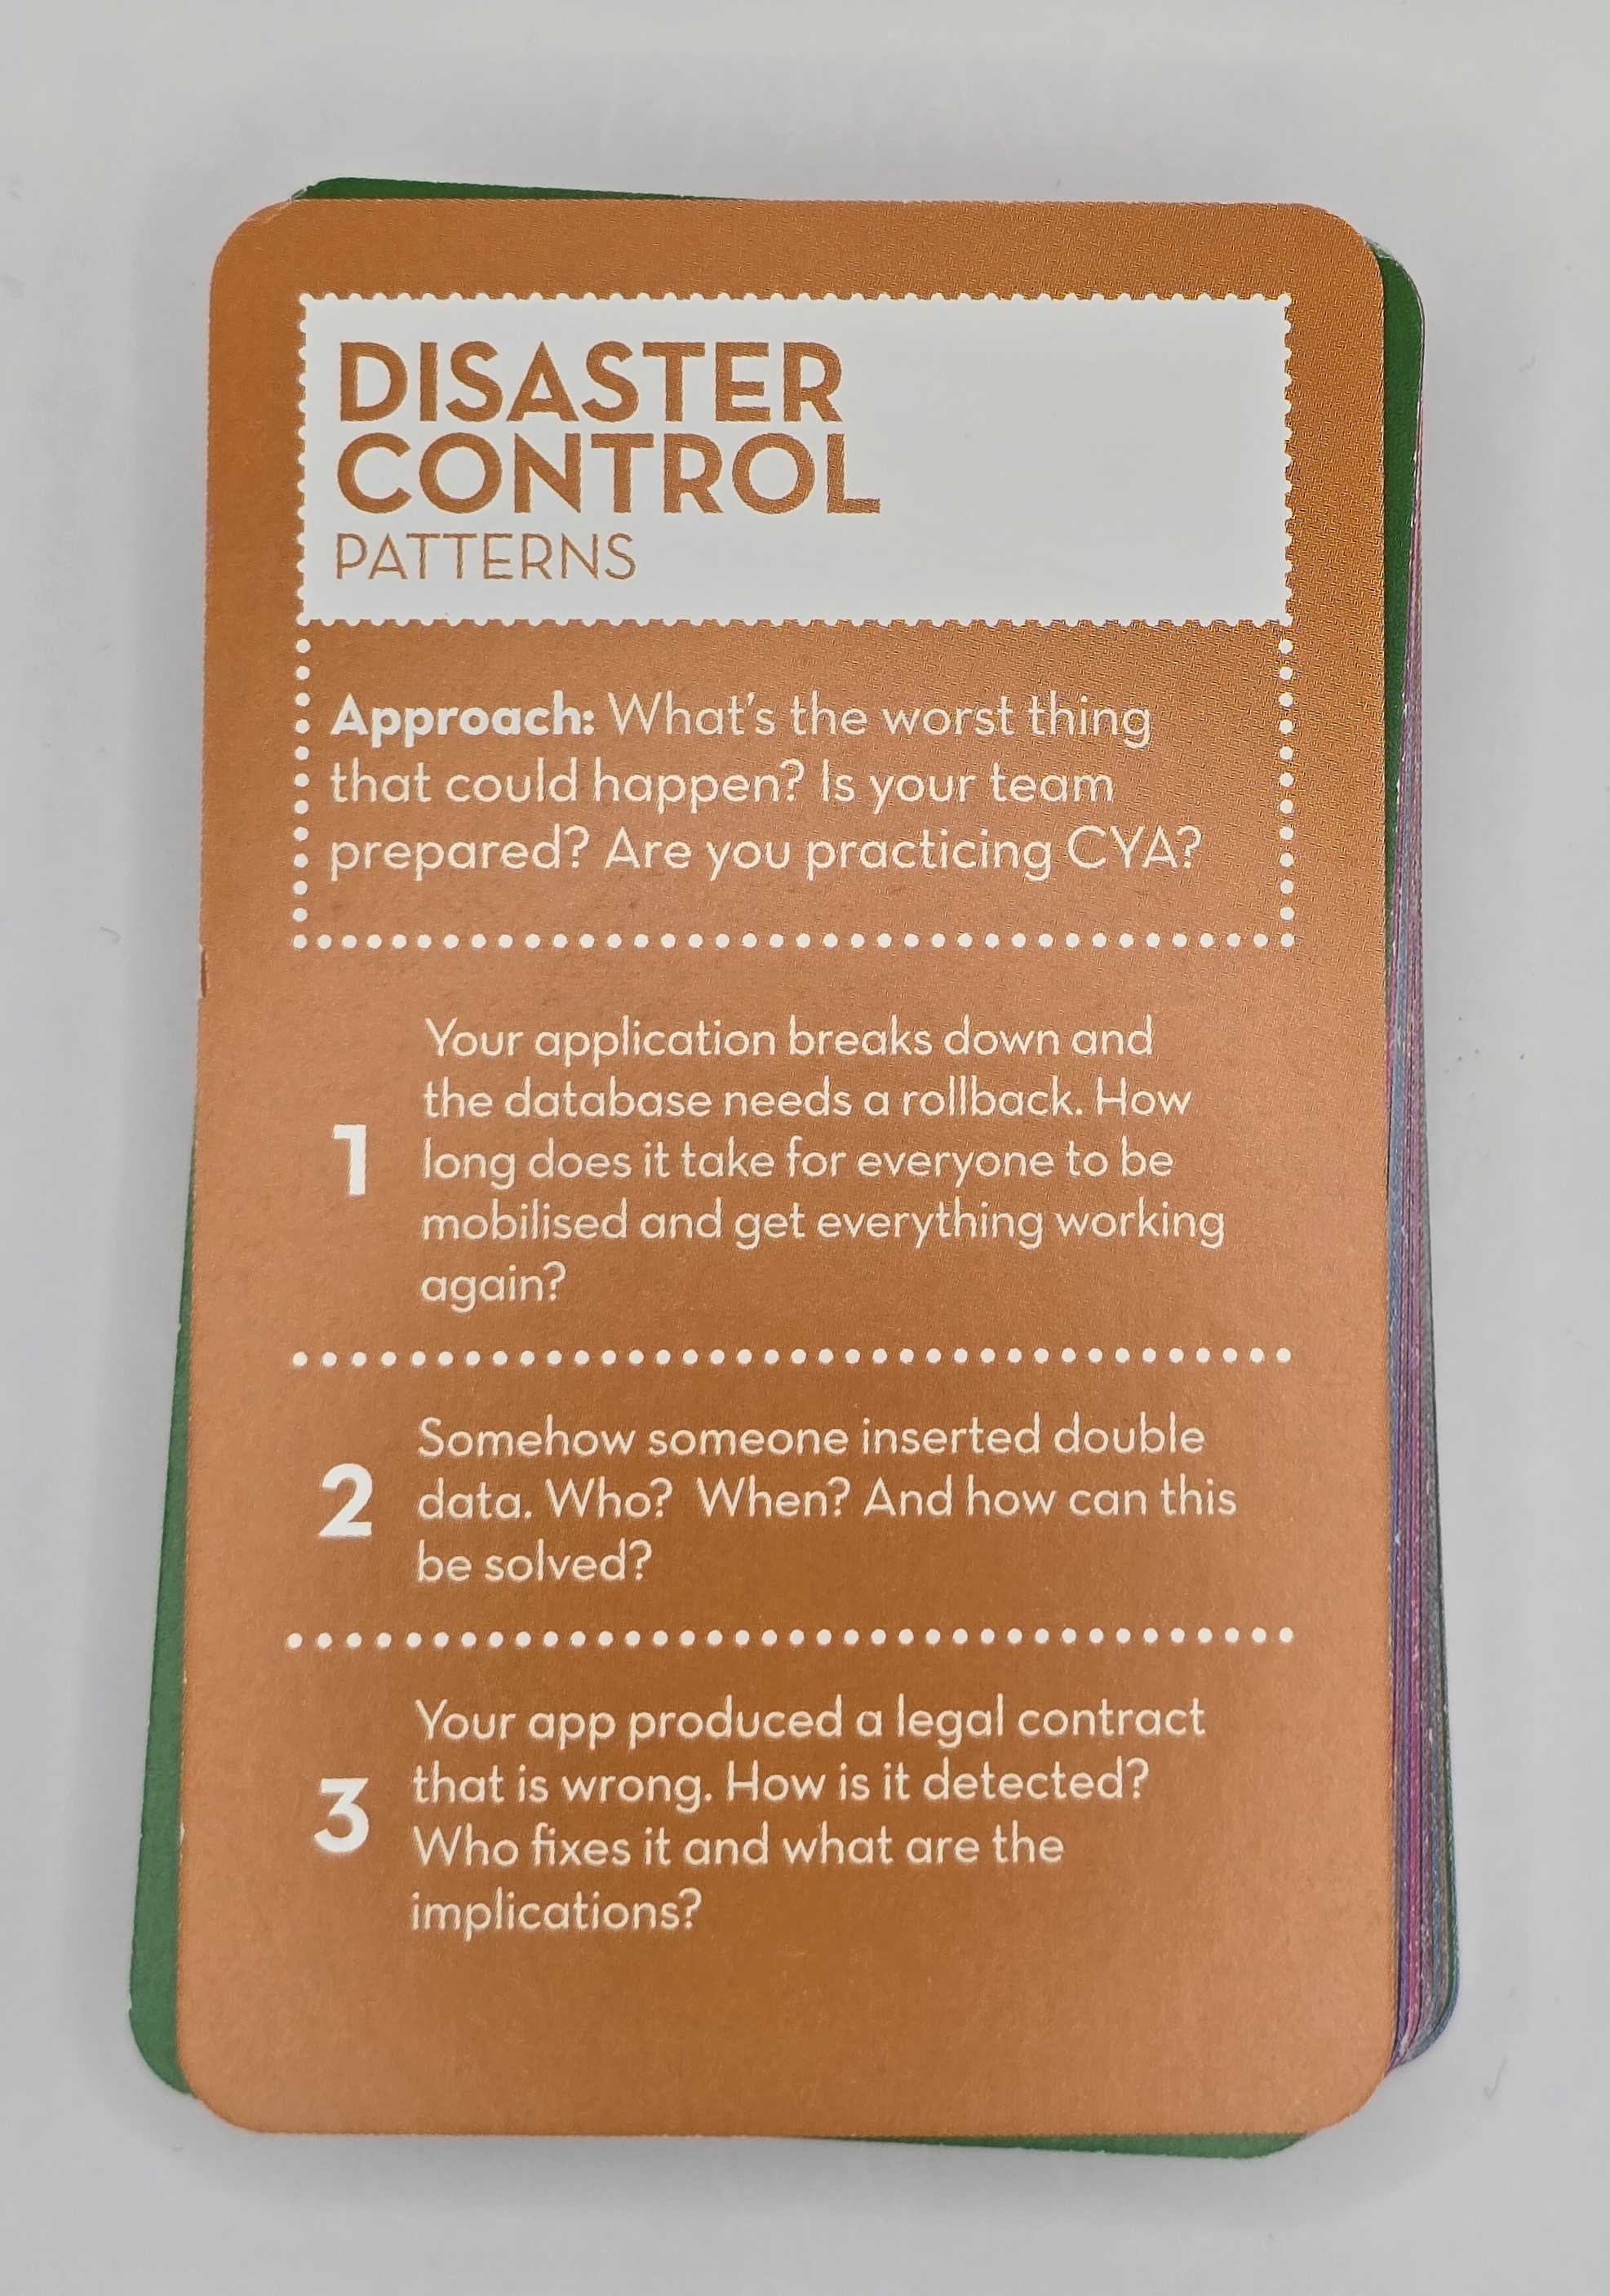 DISASTER
CONTROL
PATTERNS
Approach: What's the worst thing
that could happen? Is your team
prepared? Are you practicing CYA?
1
Your application breaks down and
the database needs a rollback. How
long does it take for everyone to be
mobilised and get everything working
again?
2
Somehow someone inserted double
data. Who?  When? And how can this
be solved?
3
Your app produced a legal contract
that is wrong. How is it detected?
Who fixes it and what are the
implications?